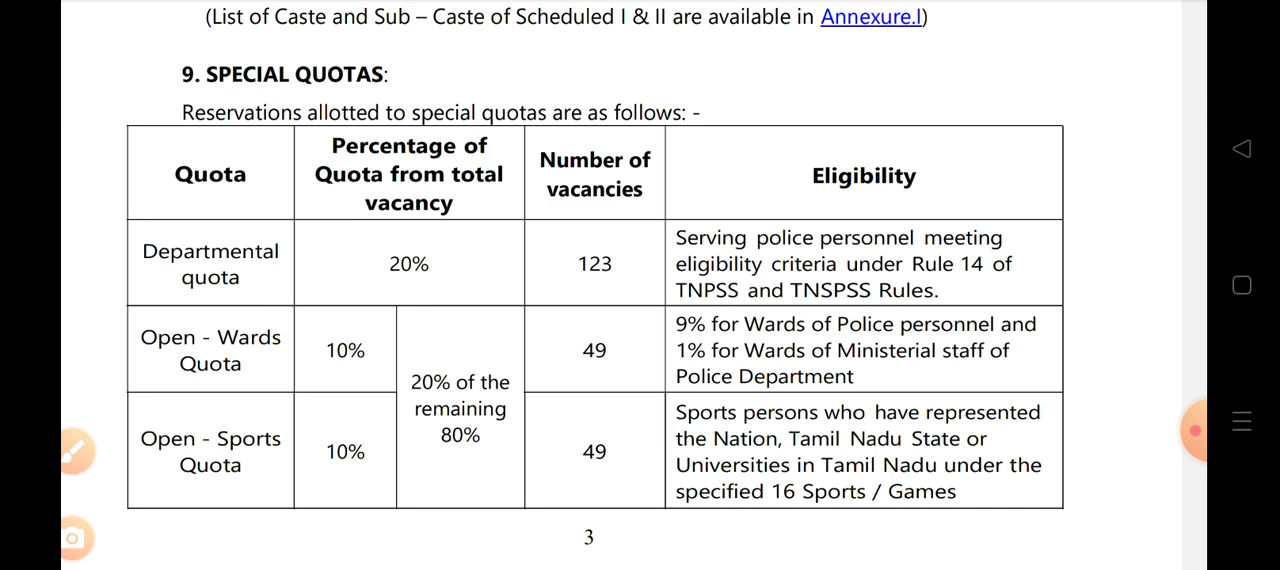 (List of Caste and Sub – Caste of Scheduled I & II are available in Annexure.I)
9. SPECIAL QUOTAS:
Reservations allotted to special quotas are as follows: -
Quota
Percentage of
Quota from total
vacancy
Number of
vacancies
Eligibility
Departmental
quota
20%
123
Serving police personnel meeting
eligibility criteria under Rule 14 of
TNPSS and TNSPSS Rules.
Open - Wards
Quota
10%
20% of the
remaining
80%
49
9% for Wards of Police personnel and
1% for Wards of Ministerial staff of
Police Department
Open - Sports
Quota
10%
49
Sports persons who have represented
the Nation, Tamil Nadu State or
Universities in Tamil Nadu under the
specified 16 Sports / Games
3